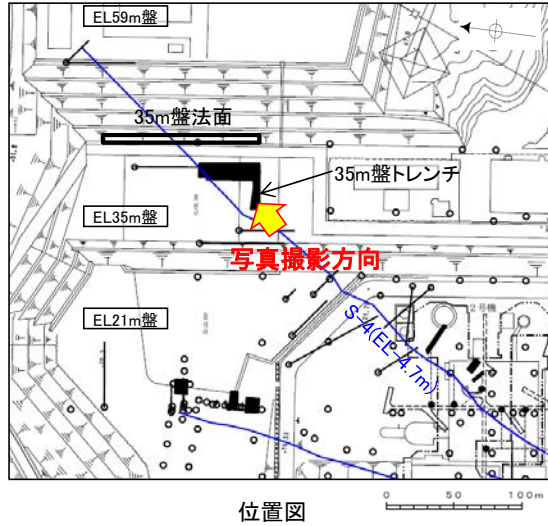 EL59m盤
35m盤法面
35m盤トレンチ
EL35m盤
写真撮影方向
EL21m盤
S-4(EL-4.7m)
2号機
位置図
0 50 100m